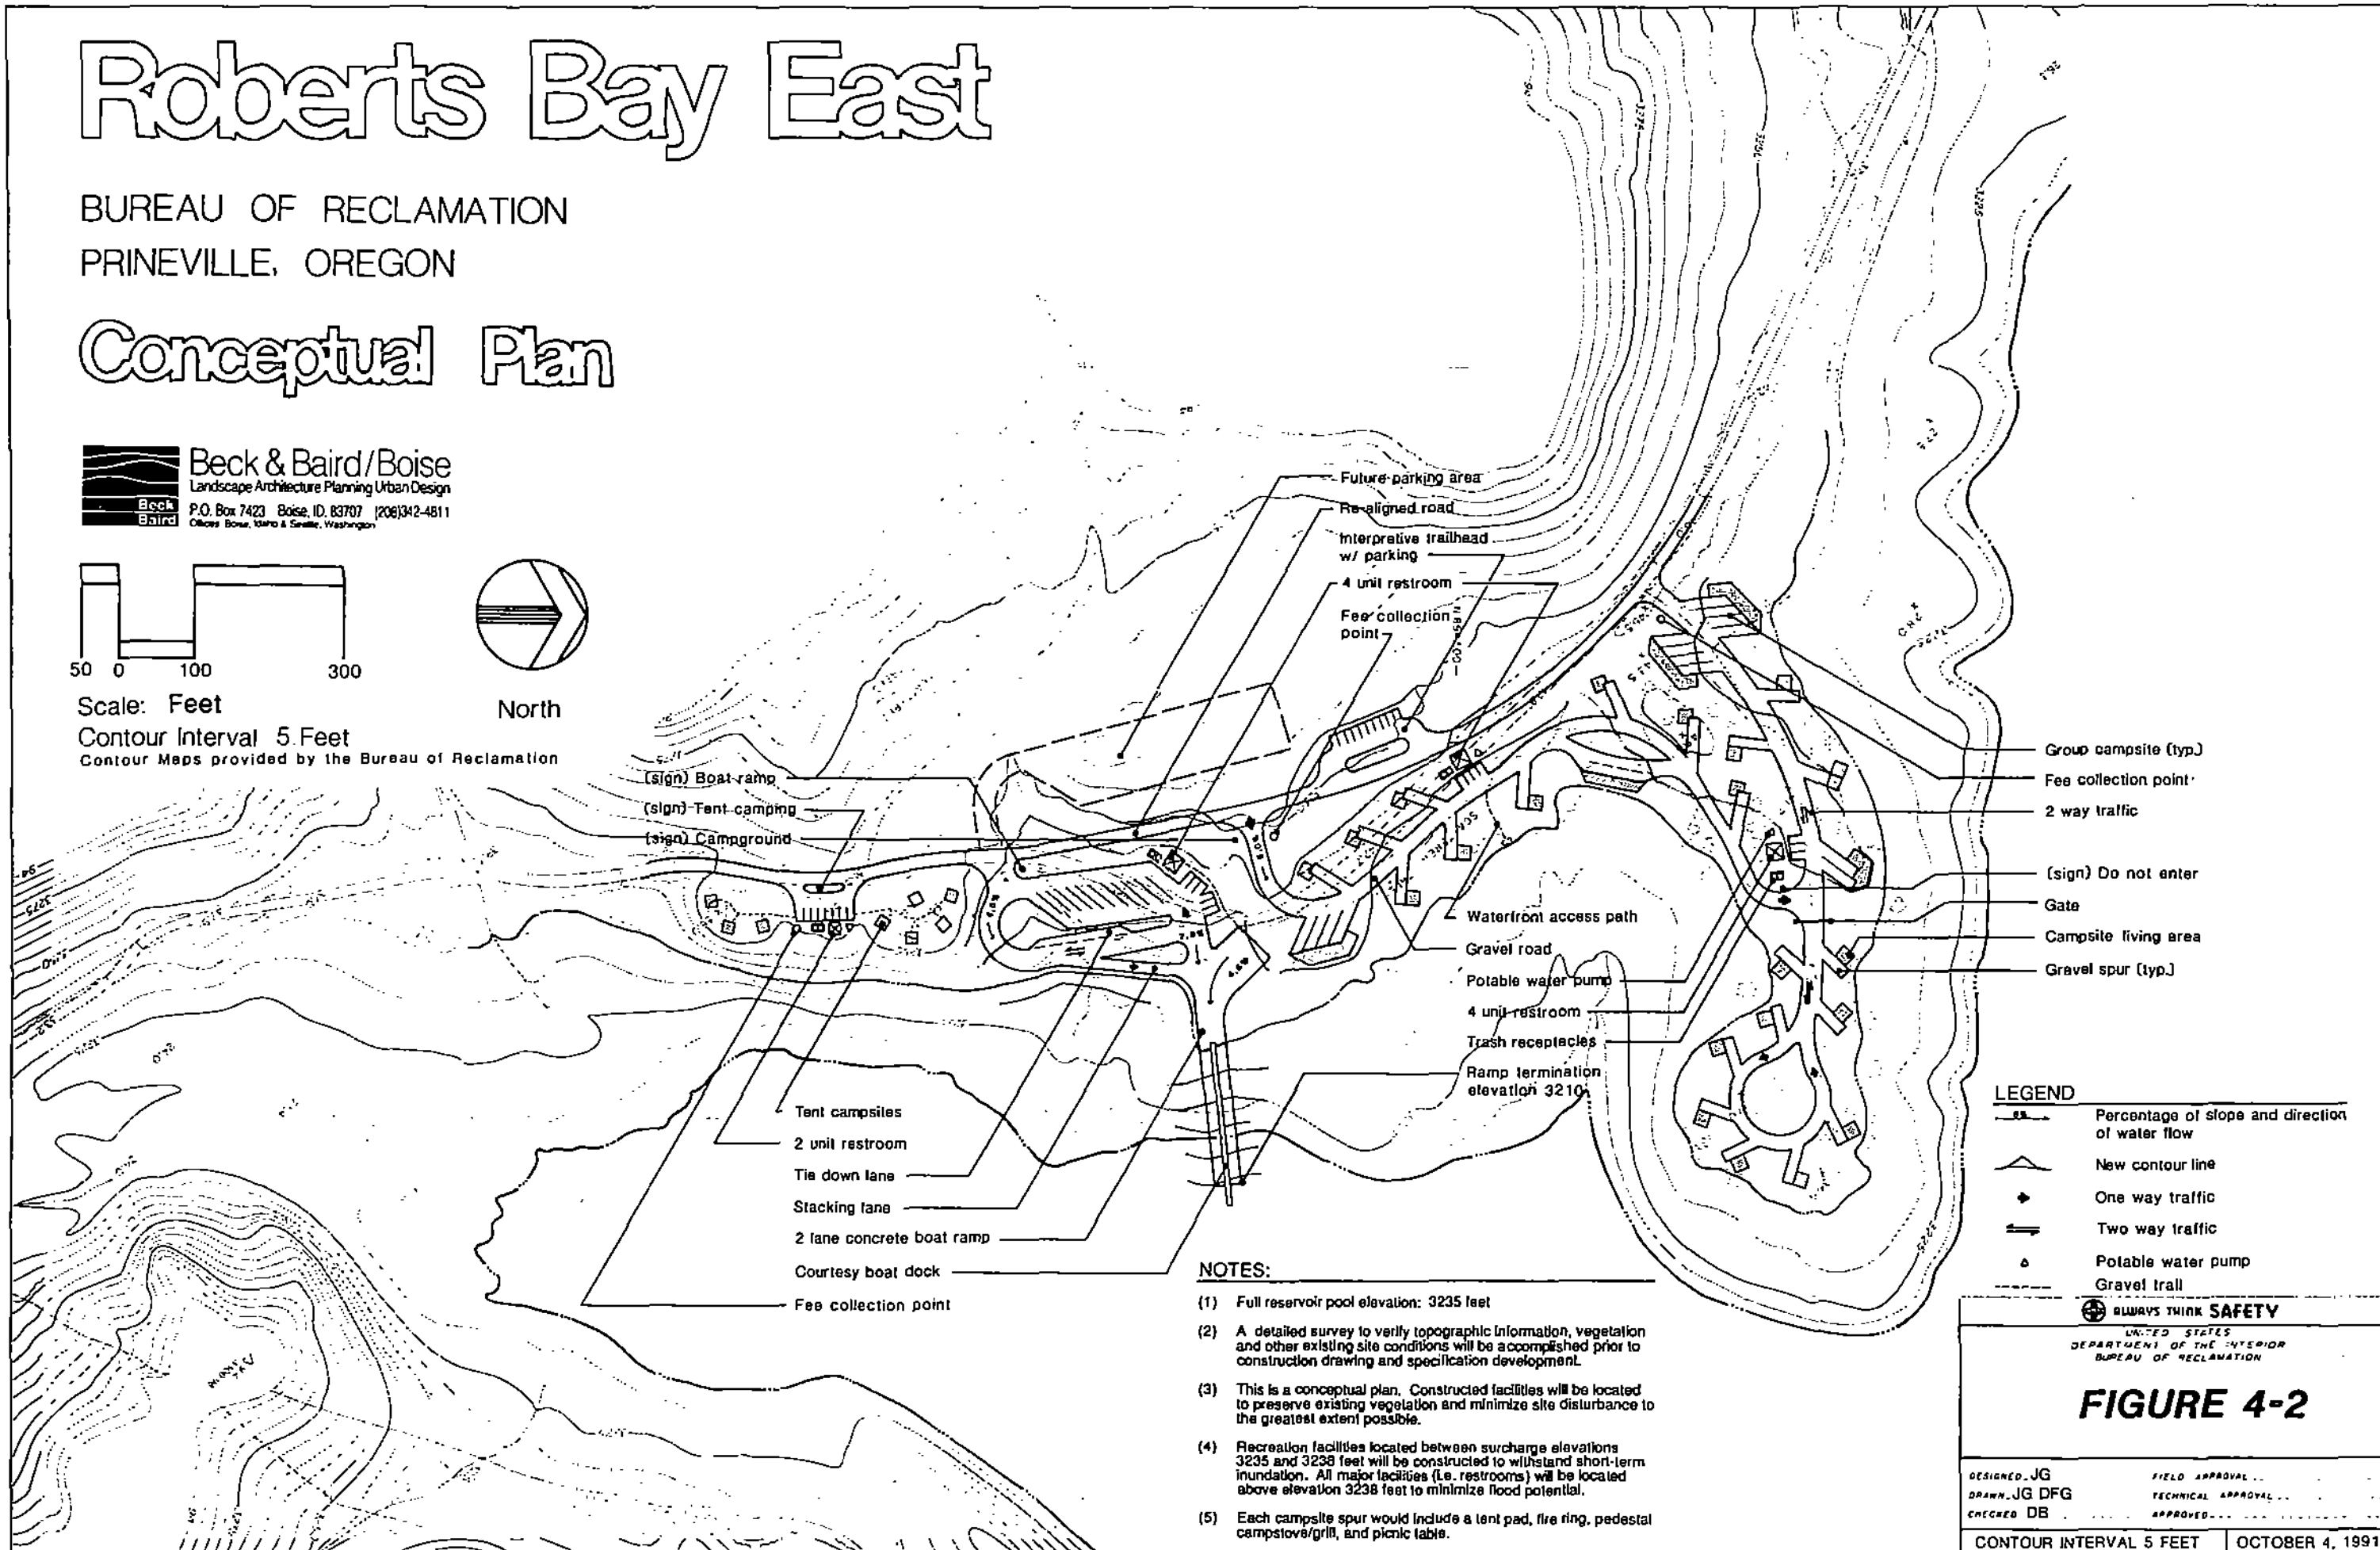 Roberts Bay East
BUREAU OF RECLAMATION
PRINEVILLE, OREGON
Conceptual Plan
Beck & Baird/Boise
Landscape Architecture Planning Urban Design
Beck
Baird
P.O. Box 7423 Boise, ID. 83707 (208)342-4811
Offices Boise, Idaho & Seattle, Washington
50 0 100 300
Scale: Feet
North
Contour Interval 5 Feet
Contour Maps provided by the Bureau of Reclamation
Future parking area
Re-aligned road
Interpretive trailhead
w/ parking
4 unit restroom
Fee collection
point
(sign) Boat ramp
(sign) Tent camping
(sign) Campground
Group campsite (typ.)
Fee collection point
2 way traffic
(sign) Do not enter
Gate
Campsite living area
Gravel spur (typ.)
Waterfront access path
Gravel road
Potable water pump
4 unit restroom
Trash receptacles
Ramp termination
elevation 3210
Tent campsites
2 unit restroom
Tie down lane
Stacking lane
2 lane concrete boat ramp
Courtesy boat dock
Fee collection point
3275
NOTES:
(1) Full reservoir pool elevation: 3235 feet
(2) A detailed survey to verify topographic information, vegetation
and other existing site conditions will be accomplished prior to
construction drawing and specification development.
(3) This is a conceptual plan. Constructed facilities will be located
to preserve existing vegetation and minimize site disturbance to
the greatest extent possible.
(4) Recreation facilities located between surcharge elevations
3235 and 3238 feet will be constructed to withstand short-term
inundation. All major facilities (i.e. restrooms) will be located
above elevation 3238 feet to minimize flood potential.
(5) Each campsite spur would include a tent pad, fire ring, pedestal
campstove/grill, and picnic table.
LEGEND
Percentage of slope and direction
of water flow
New contour line
One way traffic
Two way traffic
Potable water pump
Gravel trail
ALWAYS THINK SAFETY
UNITED STATES
DEPARTMENT OF THE INTERIOR
BUREAU OF RECLAMATION
FIGURE 4-2
DESIGNED JG FIELD APPROVAL
DRAWN JG DFG TECHNICAL APPROVAL
CHECKED DB APPROVED
CONTOUR INTERVAL 5 FEET OCTOBER 4, 1991